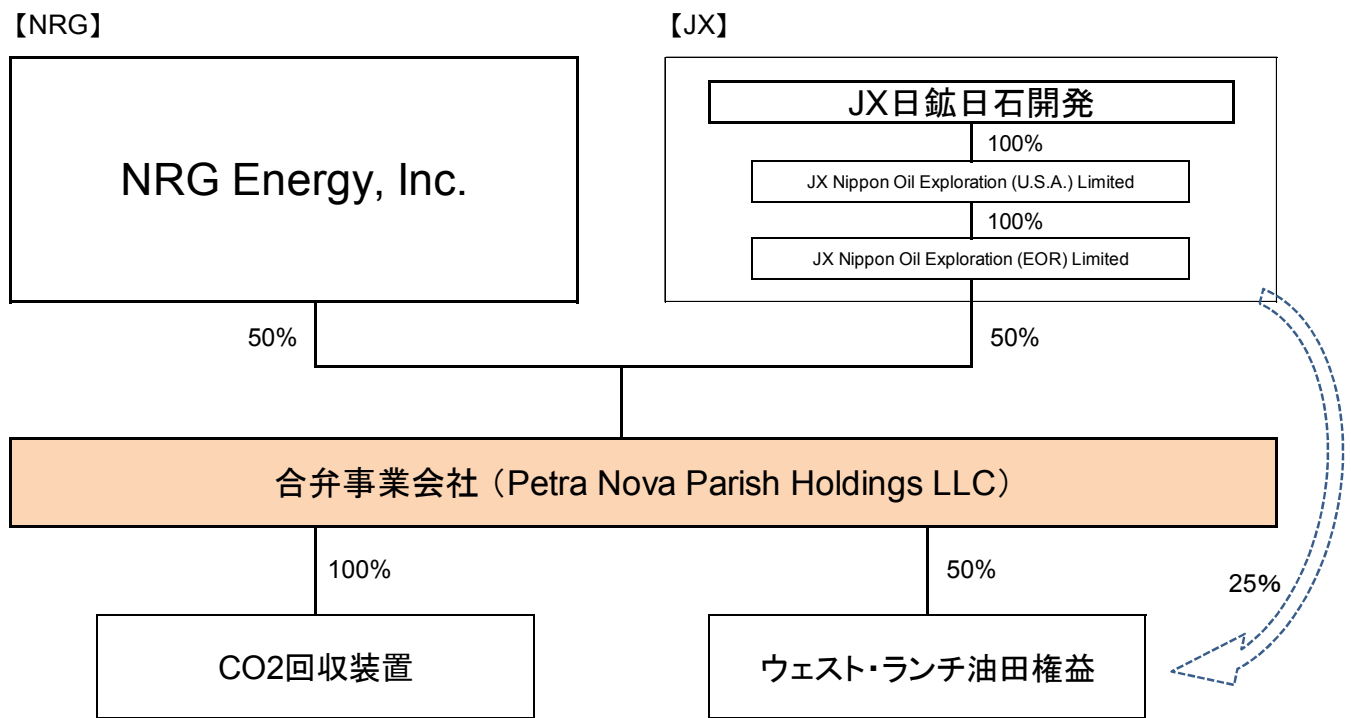 【NRG】
【JX】
NRG Energy, Inc.
JX日鉱日石開発
100%
JX Nippon Oil Exploration (U.S.A.) Limited
100%
JX Nippon Oil Exploration (EOR) Limited
50%
50%
合弁事業会社（Petra Nova Parish Holdings LLC）
100%
50%
25%
CO2回収装置
ウェスト・ランチ油田権益